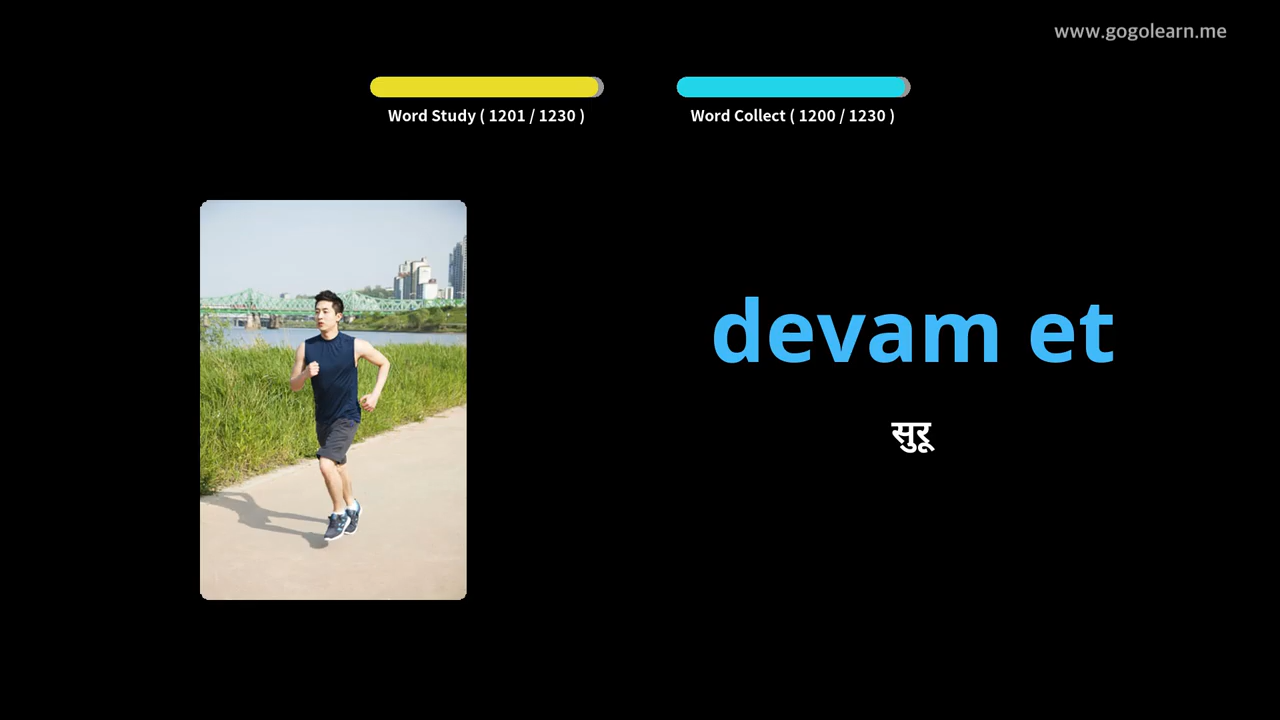 www.gogolearn.me
Word Study ( 1201 / 1230 )
Word Collect ( 1200 / 1230 )
devam et
सुरू